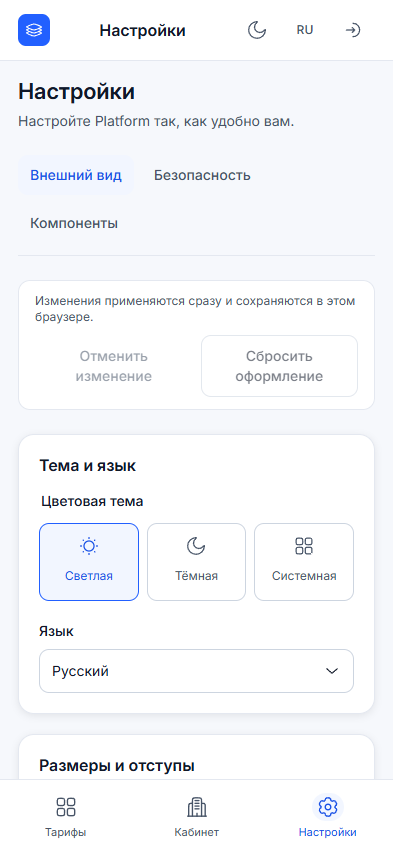 Настройки
RU
Настройки
Настройте Platform так, как удобно вам.
Внешний вид
Безопасность
Компоненты
Изменения применяются сразу и сохраняются в этом
браузере.
Отменить
изменение
Сбросить
оформление
Тема и язык
Цветовая тема
Светлая
Тёмная
Системная
Язык
Русский
Размеры и отступы
Тарифы
Кабинет
Настройки